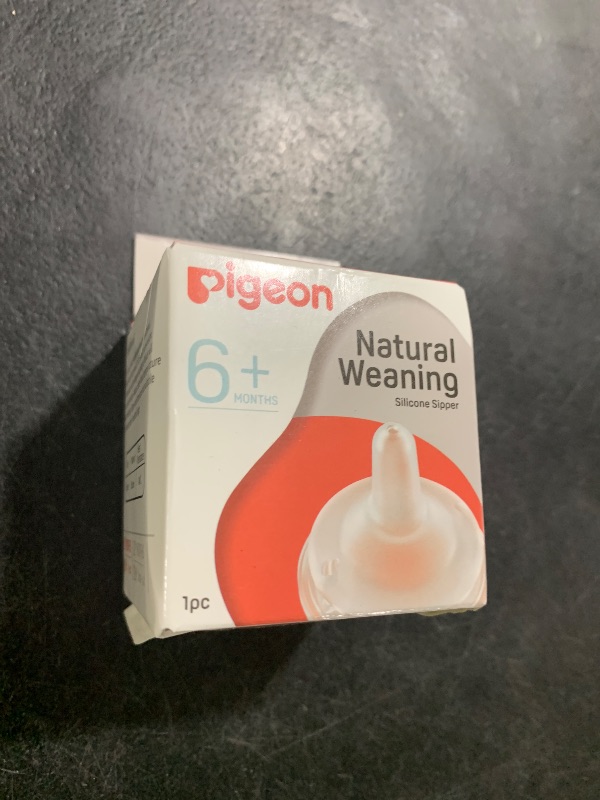 pigeon
6+
MONTHS
Natural
Weaning
Silicone Sipper
1pc